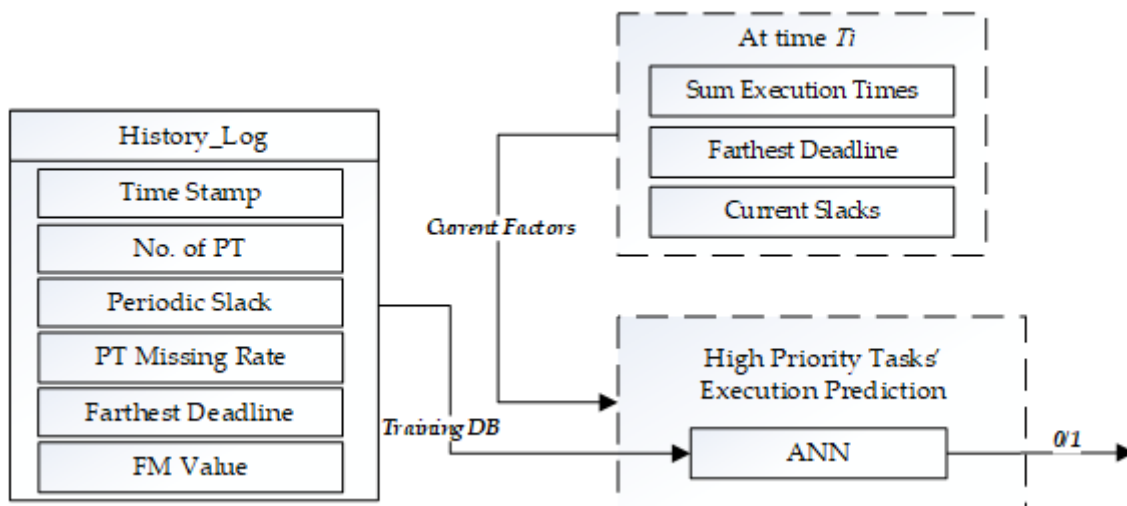 At time Ti
Sum Execution Times
Farthest Deadline
Current Slacks
History_Log
Time Stamp
No. of PT
Periodic Slack
PT Missing Rate
Farthest Deadline
FM Value
Current Factors
Training DB
High Priority Tasks’
Execution Prediction
ANN
0/1